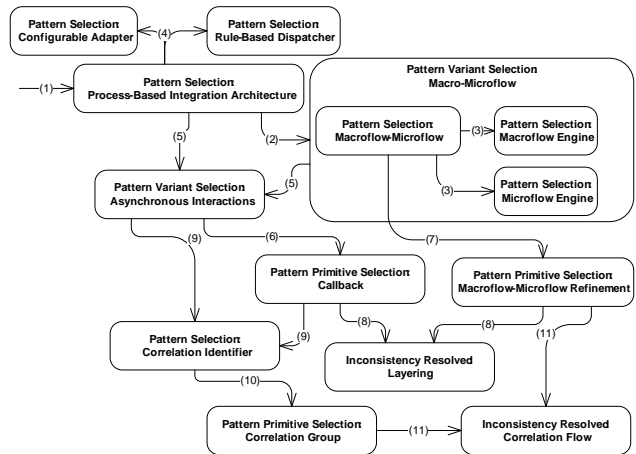 Pattern Selection:
Configurable Adapter
(4)
Pattern Selection:
Rule-Based Dispatcher
(1)
Pattern Selection:
Process-Based Integration Architecture
Pattern Variant Selection:
Macro-Microflow
Pattern Selection:
Macroflow-Microflow
(3)
Pattern Selection:
Macroflow Engine
(5)
(2)
(3)
Pattern Selection:
Microflow Engine
(5)
Pattern Variant Selection:
Asynchronous Interactions
(9)
(6)
(7)
Pattern Primitive Selection:
Callback
Pattern Primitive Selection:
Macroflow-Microflow Refinement
(9)
(8)
(8)
(11)
Pattern Selection:
Correlation Identifier
Inconsistency Resolved
Layering
(10)
Pattern Primitive Selection:
Correlation Group
(11)
Inconsistency Resolved
Correlation Flow